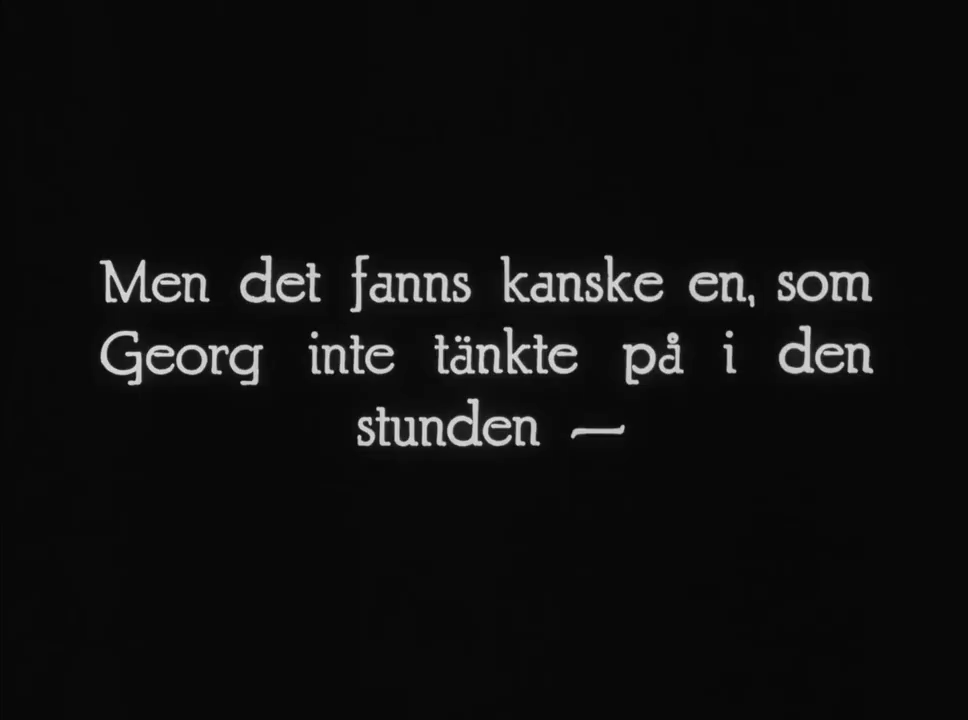 Men det fanns kanske en, som
Georg inte tänkte på i den
stunden —